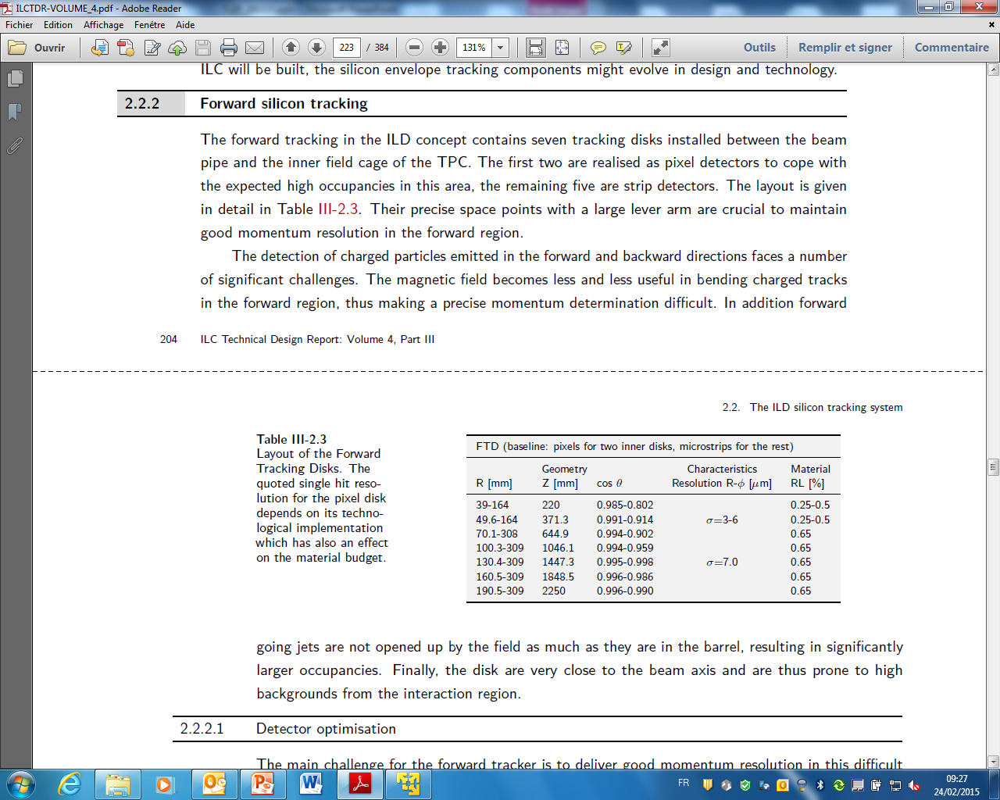 ILCTDR-VOLUME_4.pdf - Adobe Reader
Fichier Edition Affichage Fenêtre Aide
Ouvrir 223 / 384 131% Outils Remplir et signer Commentaire
ILC will be built, the silicon envelope tracking components might evolve in design and technology.
2.2.2 Forward silicon tracking
The forward tracking in the ILD concept contains seven tracking disks installed between the beam
pipe and the inner field cage of the TPC. The first two are realised as pixel detectors to cope with
the expected high occupancies in this area, the remaining five are strip detectors. The layout is given
in detail in Table III-2.3. Their precise space points with a large lever arm are crucial to maintain
good momentum resolution in the forward region.
The detection of charged particles emitted in the forward and backward directions faces a number
of significant challenges. The magnetic field becomes less and less useful in bending charged tracks
in the forward region, thus making a precise momentum determination difficult. In addition forward
204 ILC Technical Design Report: Volume 4, Part III
2.2. The ILD silicon tracking system
Table III-2.3
Layout of the Forward
Tracking Disks. The
quoted single hit reso-
lution for the pixel disk
depends on its techno-
logical implementation
which has also an effect
on the material budget.
FTD (baseline: pixels for two inner disks, microstrips for the rest)
Geometry Characteristics Material
R [mm] Z [mm] cos θ Resolution R-ϕ [μm] RL [%]
39-164 220 0.985-0.802 0.25-0.5
49.6-164 371.3 0.991-0.914 σ=3-6 0.25-0.5
70.1-308 644.9 0.994-0.902 0.65
100.3-309 1046.1 0.994-0.959 0.65
130.4-309 1447.3 0.995-0.998 σ=7.0 0.65
160.5-309 1848.5 0.996-0.986 0.65
190.5-309 2250 0.996-0.990 0.65
going jets are not opened up by the field as much as they are in the barrel, resulting in significantly
larger occupancies. Finally, the disk are very close to the beam axis and are thus prone to high
backgrounds from the interaction region.
2.2.2.1 Detector optimisation
The main challenge for the forward tracker is to deliver good momentum resolution in this difficult
FR 09:27
24/02/2015